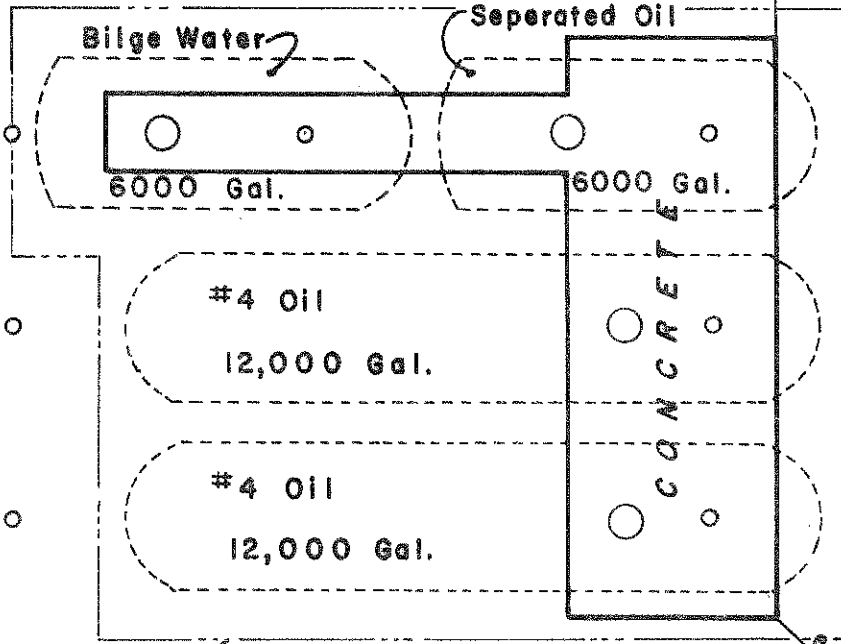 Seperated Oil
Bilge Water
6000 Gal.
6000 Gal.
#4 Oil
12,000 Gal.
CONCRETE
#4 Oil
12,000 Gal.